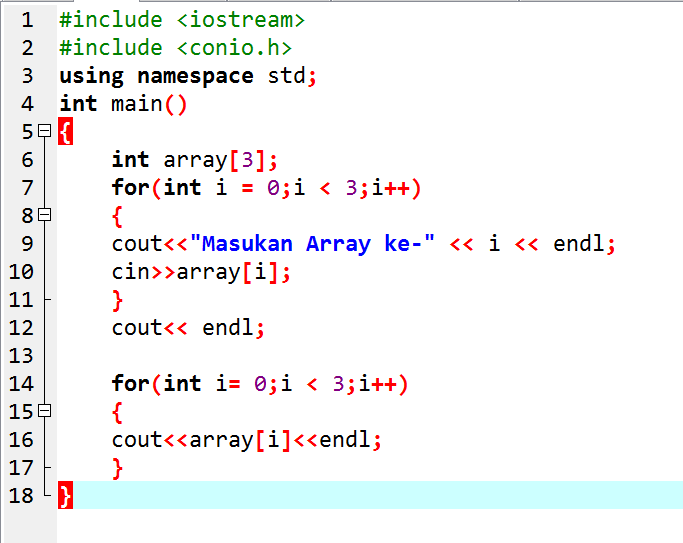 1 #include <iostream>
2 #include <conio.h>
3 using namespace std;
4 int main()
5 {
6 int array[3];
7 for(int i = 0;i < 3;i++)
8 {
9 cout<<"Masukan Array ke-" << i << endl;
10 cin>>array[i];
11 }
12 cout<< endl;
13
14 for(int i= 0;i < 3;i++)
15 {
16 cout<<array[i]<<endl;
17 }
18 }